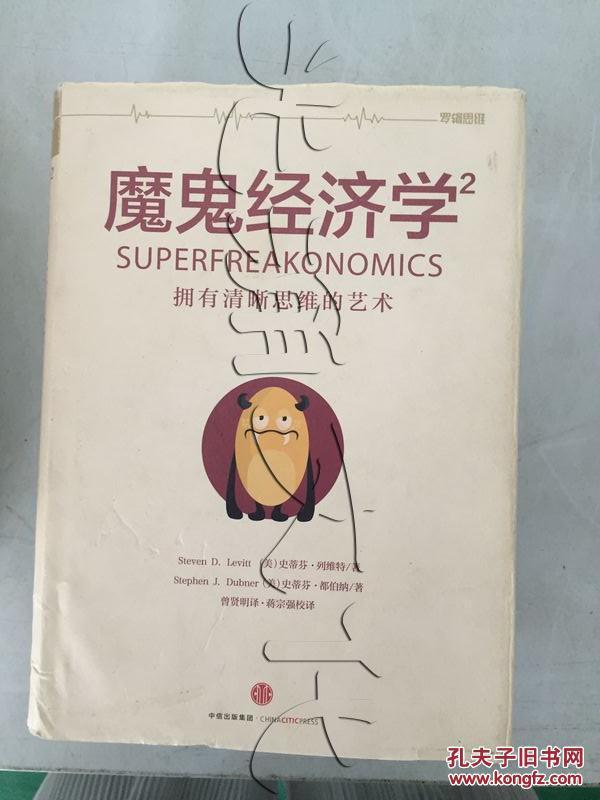 罗辑思维
魔鬼经济学2
SUPERFREAKONOMICS
拥有清晰思维的艺术
Steven D. Levitt (美)史蒂芬·列维特/著
Stephen J. Dubner (美)史蒂芬·都伯纳/著
曾贤明译·蒋宗强校译
中信出版集团·CHINACITICPRESS
孔夫子旧书网
www.kongfz.com